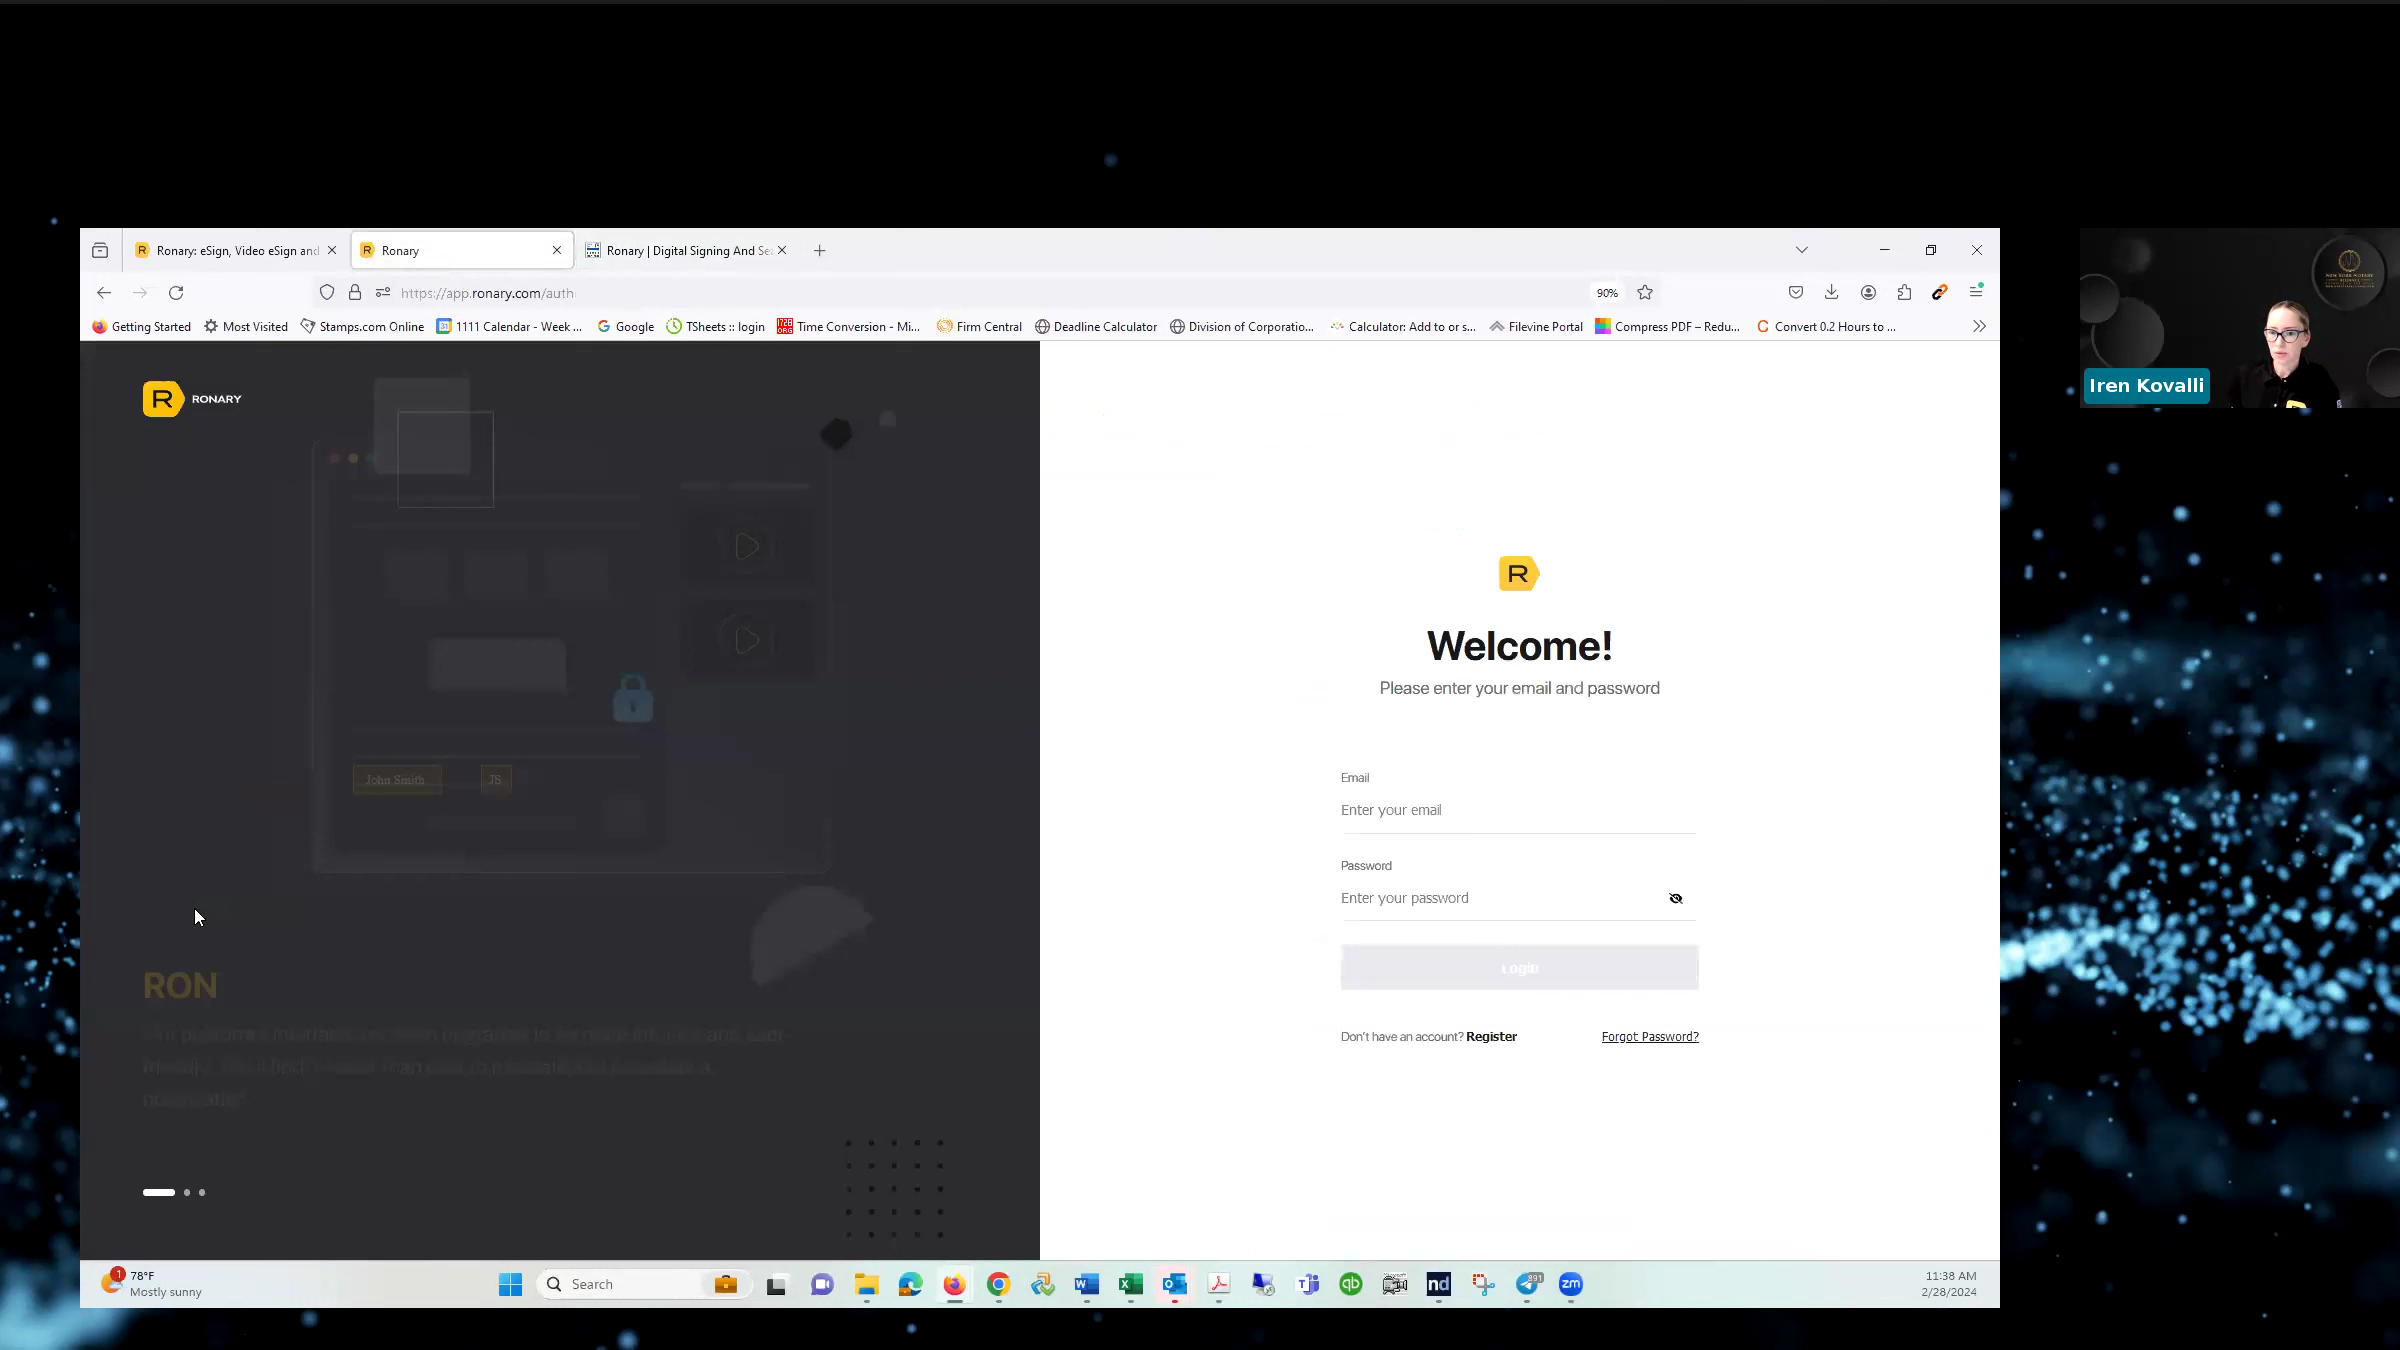 Ronary: eSign, Video eSign and
Ronary
Ronary | Digital Signing And Se
https://app.ronary.com/auth
90%
Getting Started
Most Visited
Stamps.com Online
1111 Calendar - Week ...
Google
TSheets :: login
Time Conversion - Mi...
Firm Central
Deadline Calculator
Division of Corporatio...
Calculator: Add to or s...
Filevine Portal
Compress PDF – Redu...
Convert 0.2 Hours to ...
R RONARY
John Smith
JS
RON
R
Welcome!
Please enter your email and password
Email
Enter your email
Password
Enter your password
Login
Don't have an account? Register
Forgot Password?
Iren Kovalli
1
78°F
Mostly sunny
Search
nd
891
zm
11:38 AM
2/28/2024